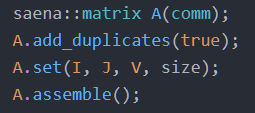 saena::matrix A(comm);
A.add_duplicates(true);
A.set(I, J, V, size);
A.assemble();